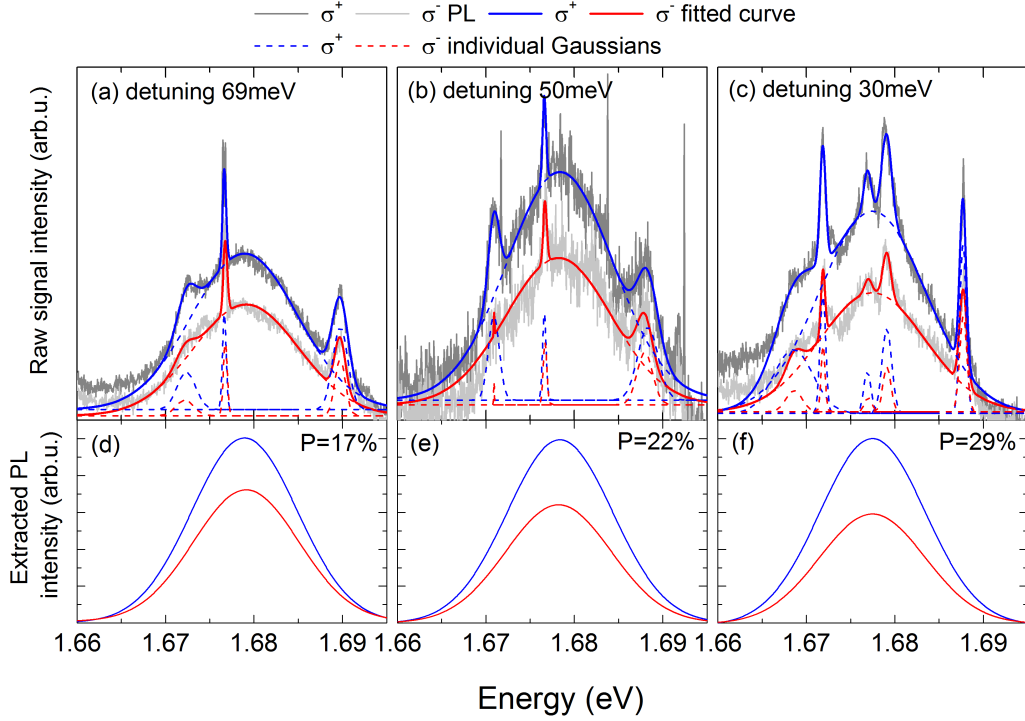 σ⁺ σ⁻ PL σ⁺ σ⁻ fitted curve
σ⁺ σ⁻ individual Gaussians
(a) detuning 69meV
(b) detuning 50meV
(c) detuning 30meV
Raw signal intensity (arb.u.)
(d) P=17%
(e) P=22%
(f) P=29%
Extracted PL
intensity (arb.u.)
1.66 1.67 1.68 1.69 1.66 1.67 1.68 1.69 1.66 1.67 1.68 1.69
Energy (eV)